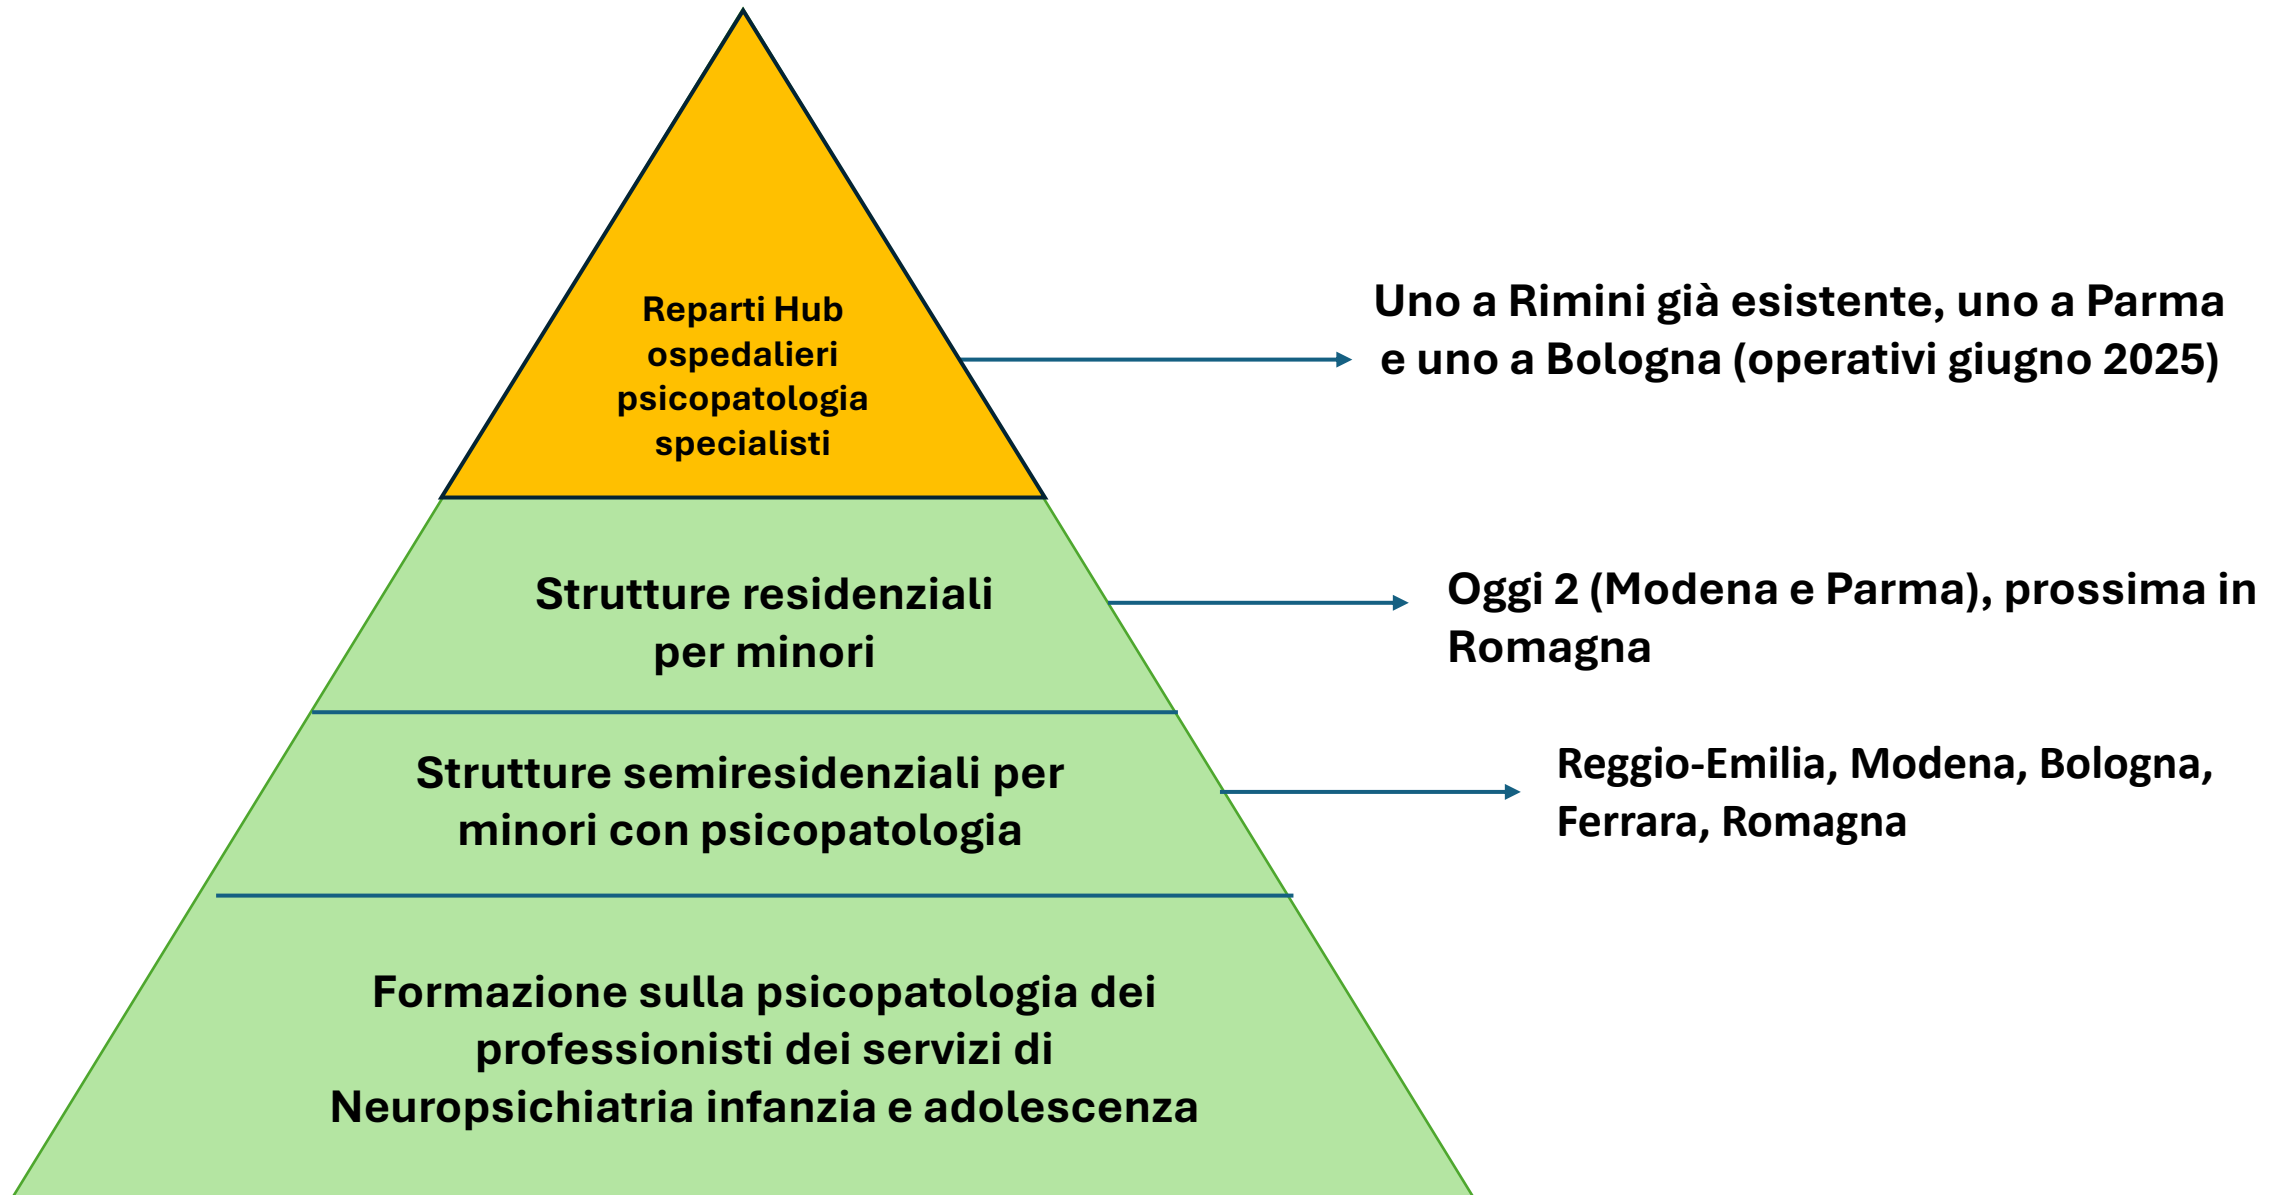 Reparti Hub
ospedalieri
psicopatologia
specialisti
Uno a Rimini già esistente, uno a Parma
e uno a Bologna (operativi giugno 2025)
Strutture residenziali
per minori
Oggi 2 (Modena e Parma), prossima in
Romagna
Strutture semiresidenziali per
minori con psicopatologia
Reggio-Emilia, Modena, Bologna,
Ferrara, Romagna
Formazione sulla psicopatologia dei
professionisti dei servizi di
Neuropsichiatria infanzia e adolescenza